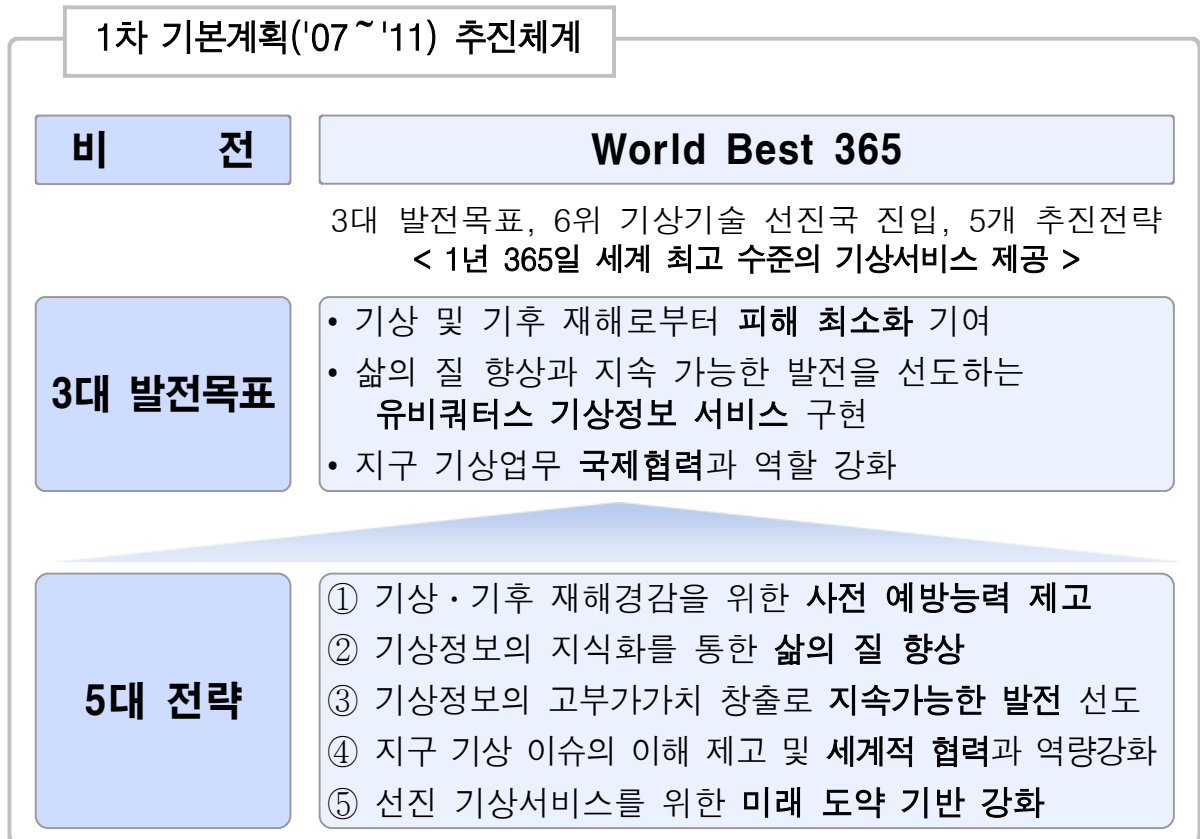 1차 기본계획('07~'11) 추진체계
비 전
World Best 365
3대 발전목표, 6위 기상기술 선진국 진입, 5개 추진전략
< 1년 365일 세계 최고 수준의 기상서비스 제공 >
3대 발전목표
• 기상 및 기후 재해로부터 피해 최소화 기여
• 삶의 질 향상과 지속 가능한 발전을 선도하는
유비쿼터스 기상정보 서비스 구현
• 지구 기상업무 국제협력과 역할 강화
5대 전략
① 기상・기후 재해경감을 위한 사전 예방능력 제고
② 기상정보의 지식화를 통한 삶의 질 향상
③ 기상정보의 고부가가치 창출로 지속가능한 발전 선도
④ 지구 기상 이슈의 이해 제고 및 세계적 협력과 역량강화
⑤ 선진 기상서비스를 위한 미래 도약 기반 강화